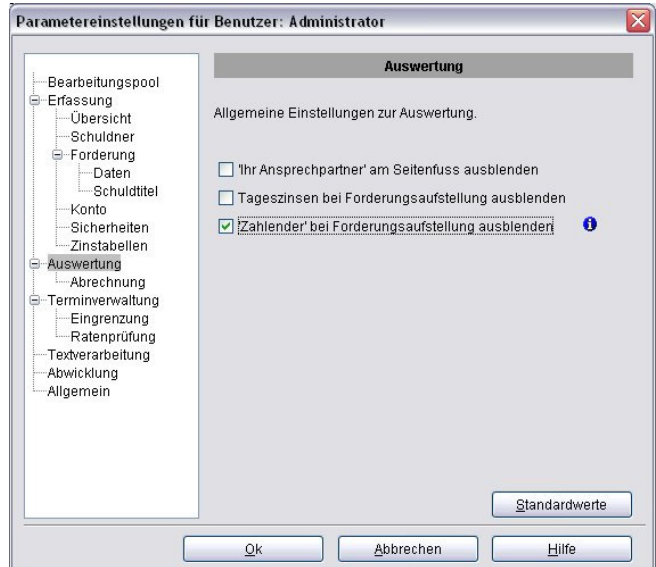 Parametereinstellungen für Benutzer: Administrator
Bearbeitungspool
Erfassung
Übersicht
Schuldner
Forderung
Daten
Schuldtitel
Konto
Sicherheiten
Zinstabellen
Auswertung
Abrechnung
Terminverwaltung
Eingrenzung
Ratenprüfung
Textverarbeitung
Abwicklung
Allgemein
Auswertung
Allgemeine Einstellungen zur Auswertung.
'Ihr Ansprechpartner' am Seitenfuss ausblenden
Tageszinsen bei Forderungsaufstellung ausblenden
'Zahlender' bei Forderungsaufstellung ausblenden
Standardwerte
Ok
Abbrechen
Hilfe